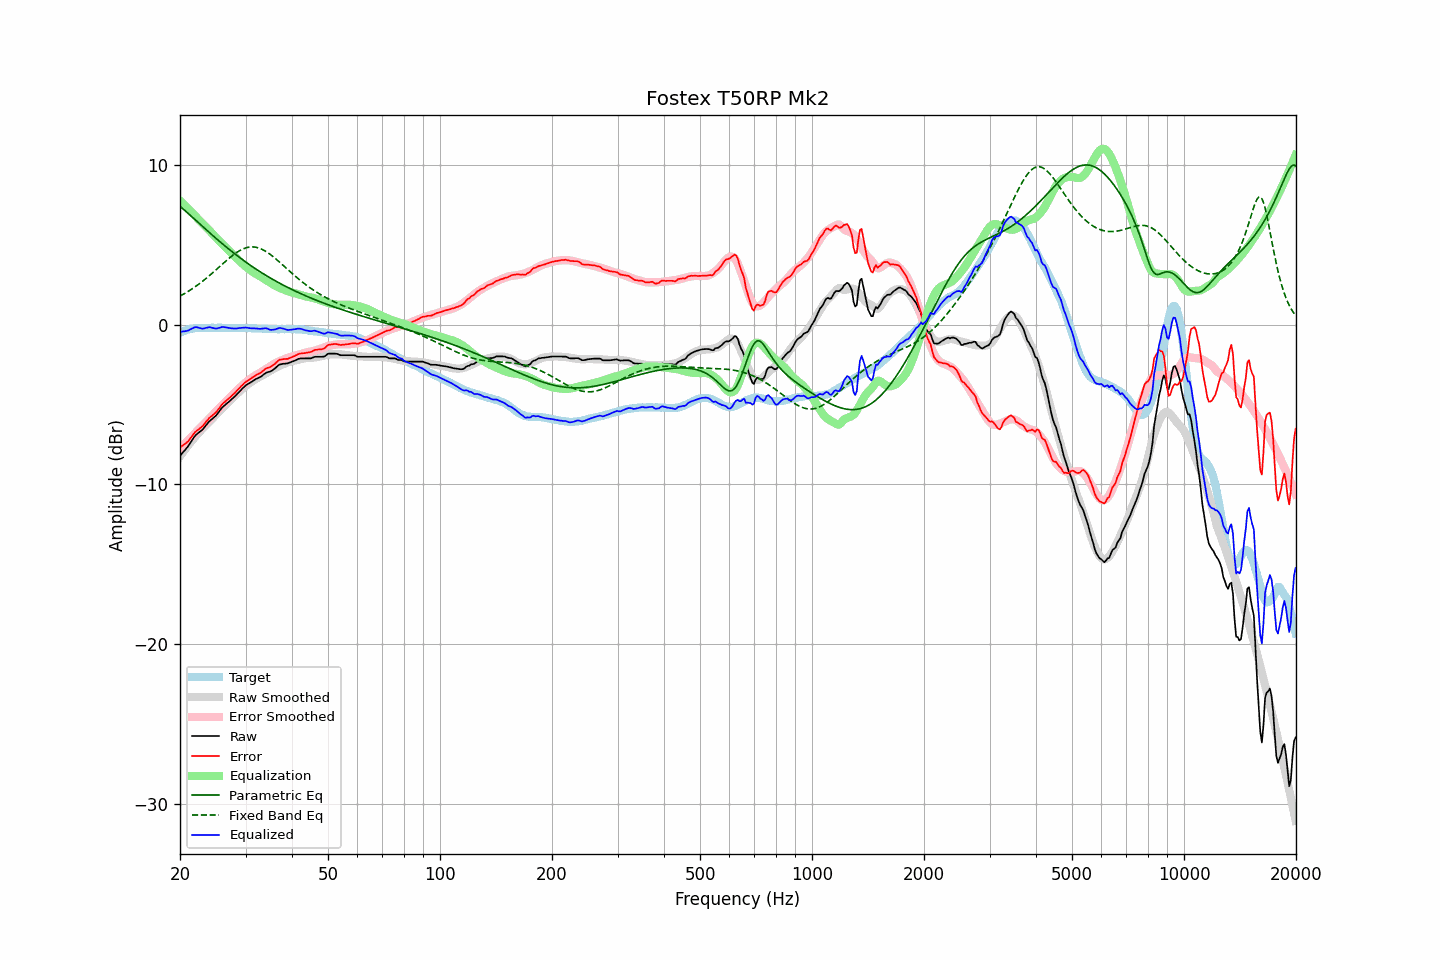 Fostex T50RP Mk2
Amplitude (dBr)
10
0
−10
−20
−30
Target
Raw Smoothed
Error Smoothed
Raw
Error
Equalization
Parametric Eq
Fixed Band Eq
Equalized
20 50 100 200 500 1000 2000 5000 10000 20000
Frequency (Hz)